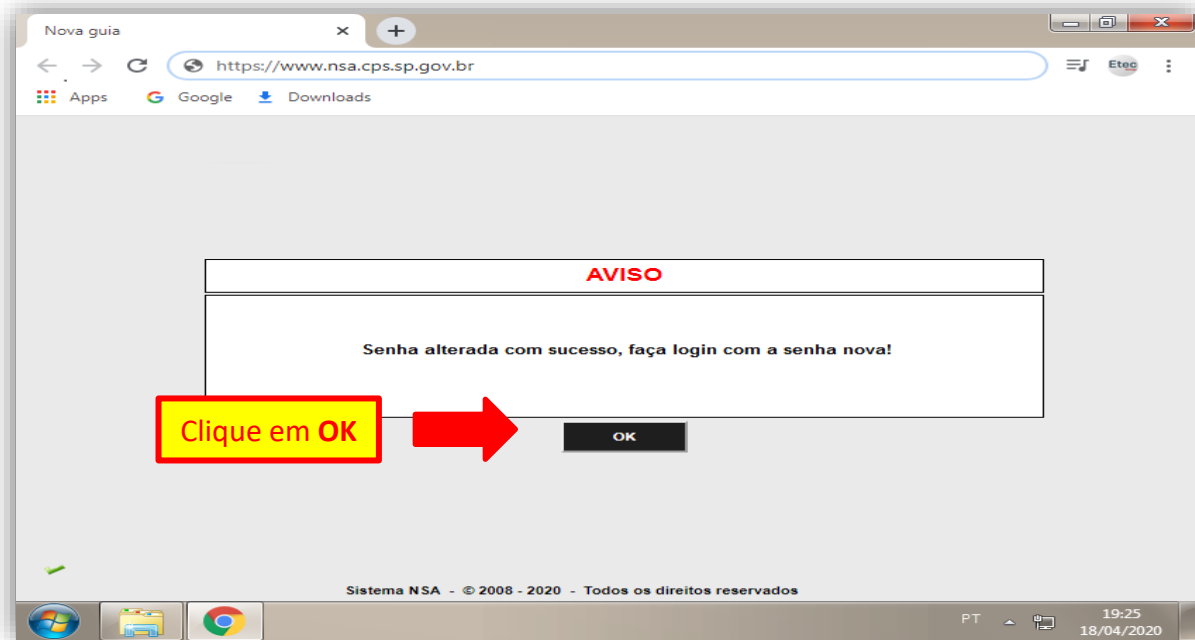 Nova guia
https://www.nsa.cps.sp.gov.br
Etec
Apps Google Downloads
AVISO
Senha alterada com sucesso, faça login com a senha nova!
Clique em OK
OK
Sistema NSA - © 2008 - 2020 - Todos os direitos reservados
PT
19:25
18/04/2020